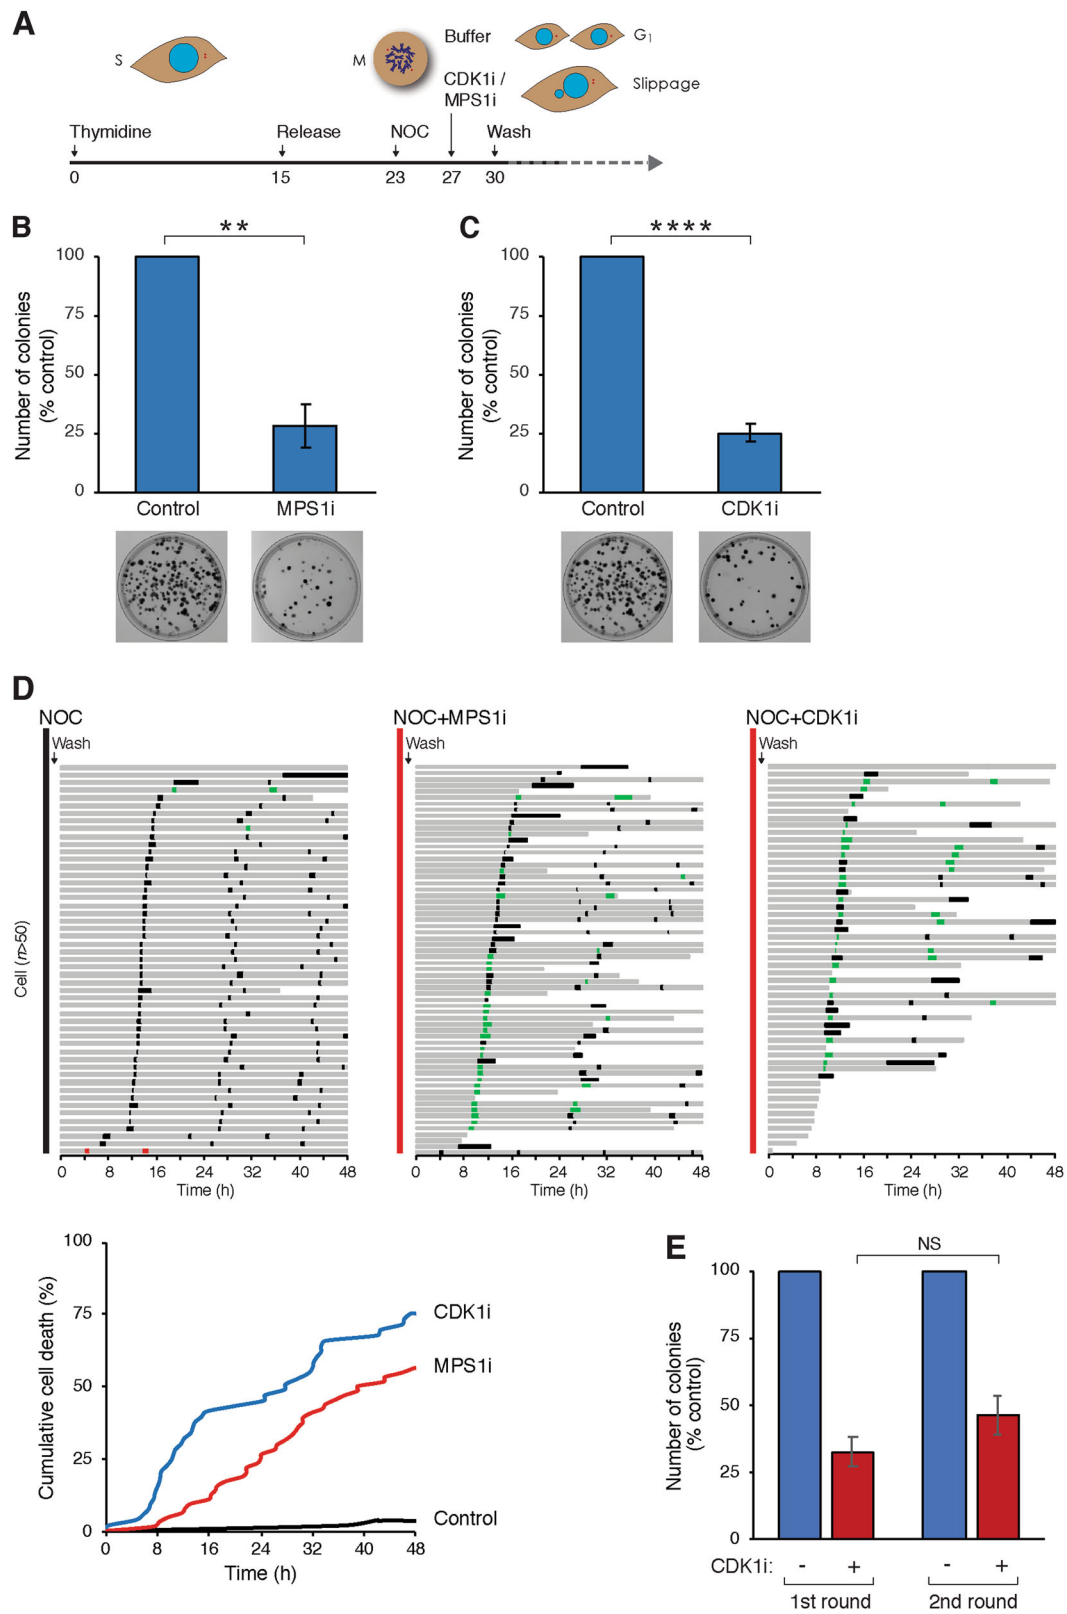 A
S
M
Buffer
CDK1i /
MPS1i
G1
Slippage
Thymidine
Release
NOC
Wash
0
15
23
27
30
B
**
Number of colonies
(% control)
100
75
50
25
0
Control
MPS1i
C
****
Number of colonies
(% control)
100
75
50
25
0
Control
CDK1i
D
NOC
Wash
Cell (n>50)
0 8 16 24 32 40 48
Time (h)
NOC+MPS1i
Wash
0 8 16 24 32 40 48
Time (h)
NOC+CDK1i
Wash
0 8 16 24 32 40 48
Time (h)
Cumulative cell death (%)
100
75
50
25
0
CDK1i
MPS1i
Control
0 8 16 24 32 40 48
Time (h)
E
NS
Number of colonies
(% control)
100
75
50
25
0
CDK1i: - + - +
1st round
2nd round